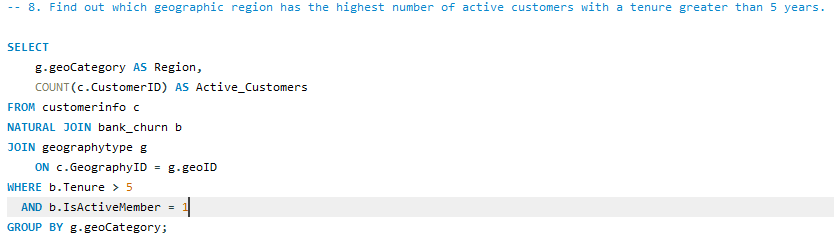 -- 8. Find out which geographic region has the highest number of active customers with a tenure greater than 5 years.
SELECT
    g.geoCategory AS Region,
    COUNT(c.CustomerID) AS Active_Customers
FROM customerinfo c
NATURAL JOIN bank_churn b
JOIN geographytype g
    ON c.GeographyID = g.geoID
WHERE b.Tenure > 5
  AND b.IsActiveMember = 1
GROUP BY g.geoCategory;